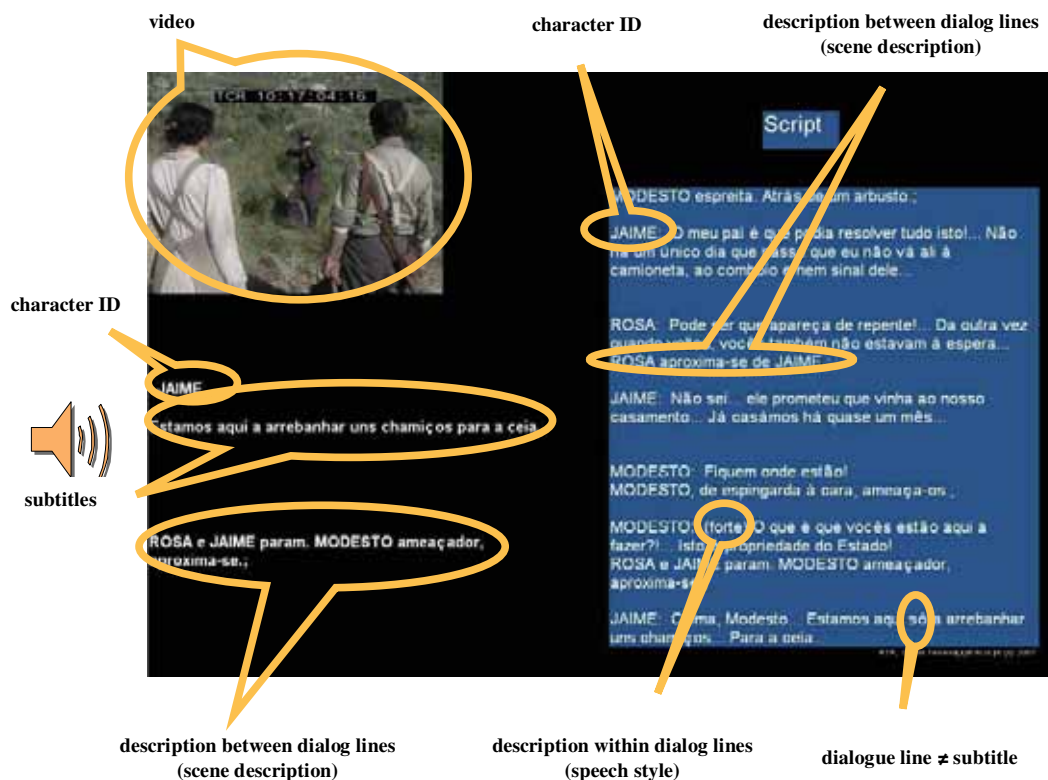 video
character ID
description between dialog lines
(scene description)
TCR 10:17:04:16
Script
MODESTO espreita. Atrás de um arbusto.;
JAIME: O meu pai é que podia resolver tudo isto!... Não
há um único dia que passe que eu não vá ali à
camioneta, ao comboio e nem sinal dele...
character ID
ROSA: Pode ser que apareça de repente!... Da outra vez
quando veio, vocês também não estavam à espera...
ROSA aproxima-se de JAIME
JAIME
JAIME: Não sei... ele prometeu que vinha ao nosso
casamento... Já casámos há quase um mês...
Estamos aqui a arrebanhar uns chamiços para a ceia
subtitles
MODESTO: Fiquem onde estão!
MODESTO, de espingarda à cara, ameaça-os.;
ROSA e JAIME param. MODESTO ameaçador,
aproxima-se.;
MODESTO: (forte) O que é que vocês estão aqui a
fazer?!... Isto propriedade do Estado!
ROSA e JAIME param. MODESTO ameaçador,
aproxima-se
JAIME: Calma, Modesto... Estamos aqui só a arrebanhar
uns chamiços... Para a ceia
description between dialog lines
(scene description)
description within dialog lines
(speech style)
dialogue line ≠ subtitle